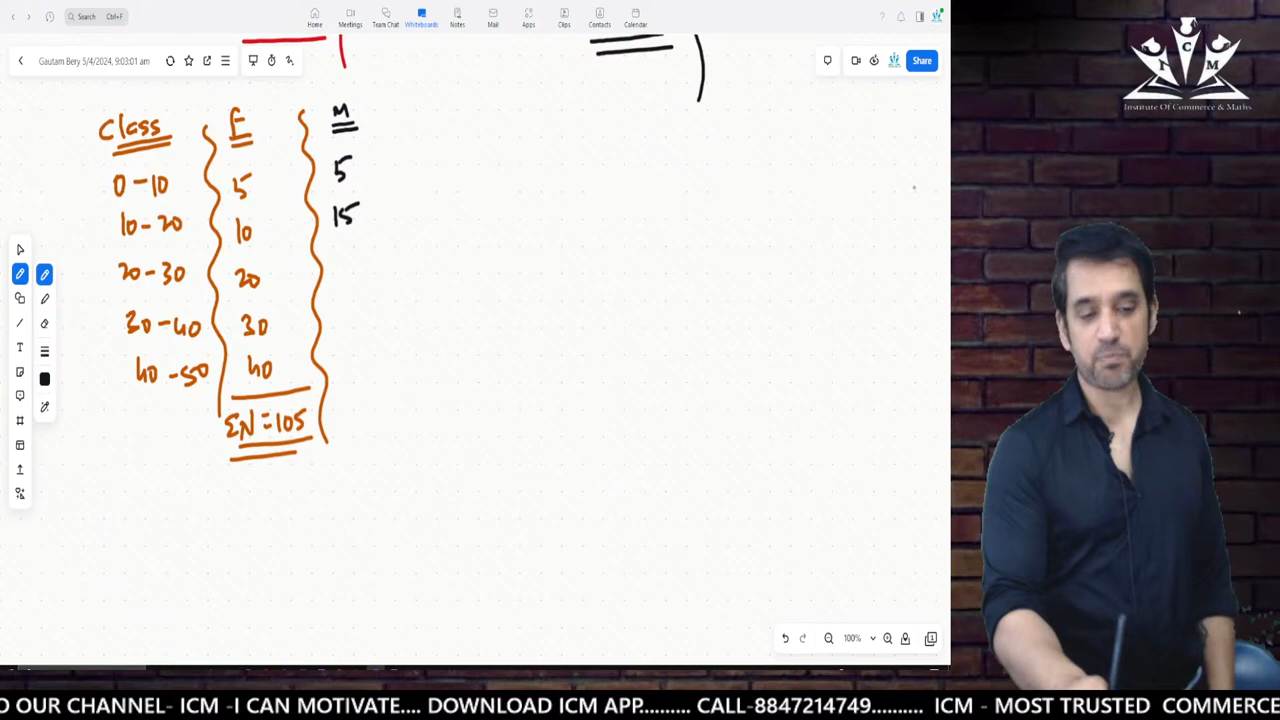 Search Ctrl+F
Home Meetings Team Chat Whiteboards Notes Mail Apps Clips Contacts Calendar
Gautam Bery 5/4/2024, 9:03:01 am
Share
I C M
Institute Of Commerce & Maths
Class F M
0-10 5 5
10-20 10 15
20-30 20
30-40 30
40-50 40
ΣN=105
100%
O OUR CHANNEL- ICM -I CAN MOTIVATE.... DOWNLOAD ICM APP......... CALL-8847214749.......... ICM - MOST TRUSTED COMMERCE